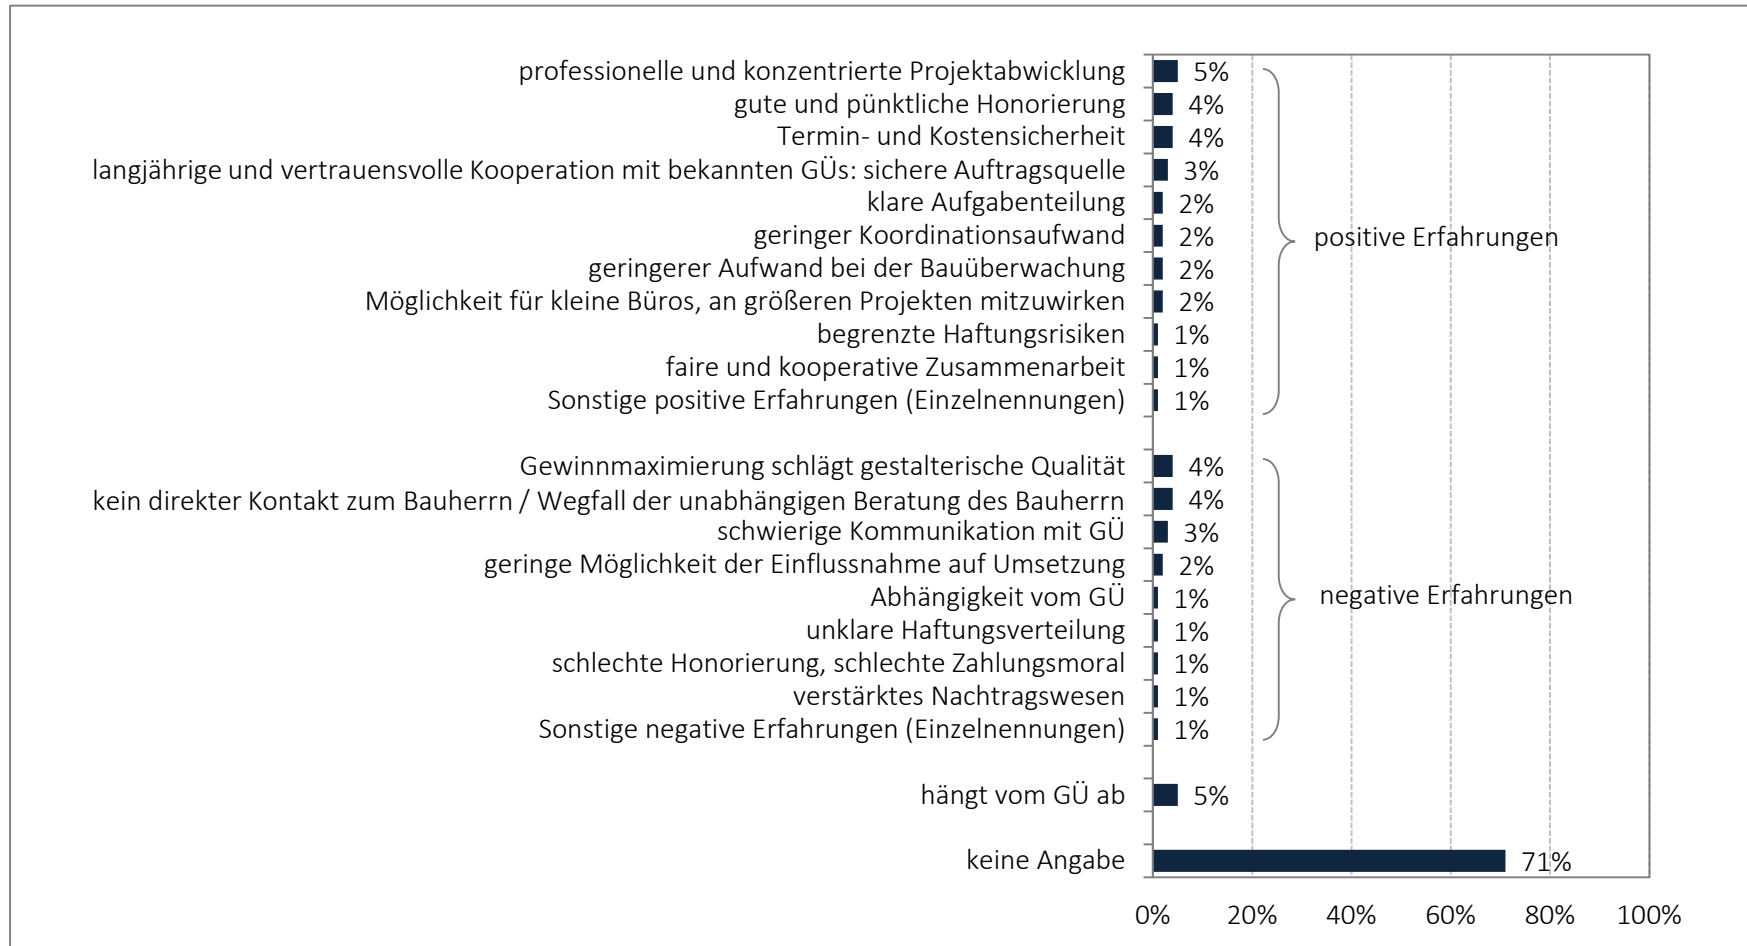 professionelle und konzentrierte Projektabwicklung 5%
gute und pünktliche Honorierung 4%
Termin- und Kostensicherheit 4%
langjährige und vertrauensvolle Kooperation mit bekannten GÜs: sichere Auftragsquelle 3%
klare Aufgabenteilung 2%
geringer Koordinationsaufwand 2%
positive Erfahrungen
geringerer Aufwand bei der Bauüberwachung 2%
Möglichkeit für kleine Büros, an größeren Projekten mitzuwirken 2%
begrenzte Haftungsrisiken 1%
faire und kooperative Zusammenarbeit 1%
Sonstige positive Erfahrungen (Einzelnennungen) 1%
Gewinnmaximierung schlägt gestalterische Qualität 4%
kein direkter Kontakt zum Bauherrn / Wegfall der unabhängigen Beratung des Bauherrn 4%
schwierige Kommunikation mit GÜ 3%
geringe Möglichkeit der Einflussnahme auf Umsetzung 2%
Abhängigkeit vom GÜ 1%
negative Erfahrungen
unklare Haftungsverteilung 1%
schlechte Honorierung, schlechte Zahlungsmoral 1%
verstärktes Nachtragswesen 1%
Sonstige negative Erfahrungen (Einzelnennungen) 1%
hängt vom GÜ ab 5%
keine Angabe 71%
0% 20% 40% 60% 80% 100%